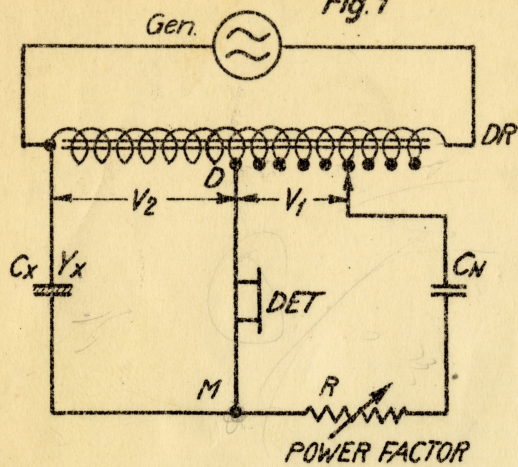 Fig. 1
Gen.
DR
D
V2
V1
Cx Yx
CN
DET
M
R
POWER FACTOR